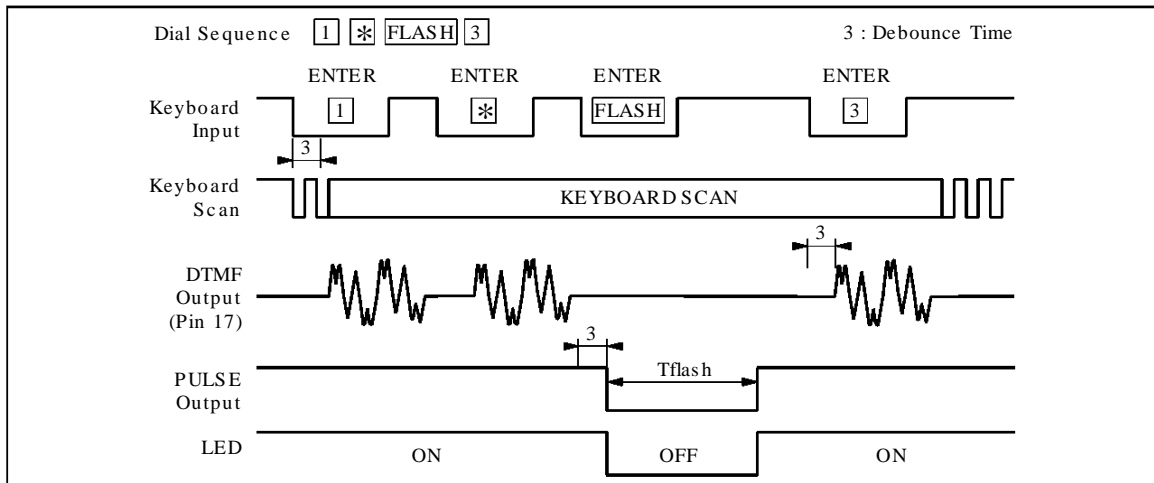 Dial Sequence 1 * FLASH 3
3 : Debounce Time
ENTER ENTER ENTER ENTER
Keyboard Input
1 * FLASH 3
3
Keyboard Scan
KEYBOARD SCAN
3
DTMF Output (Pin 17)
3
PULSE Output
Tflash
LED
ON OFF ON